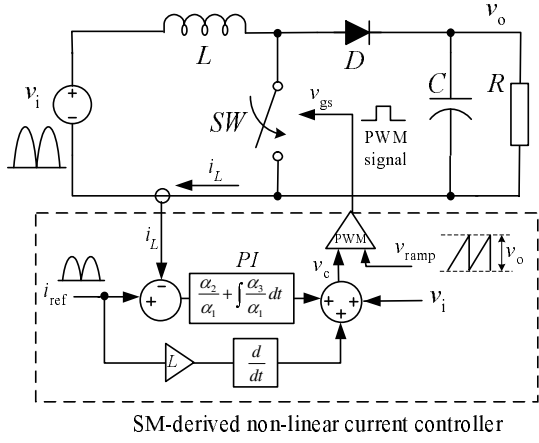 v_o
L
D
v_i
SW
v_gs
C
R
PWM
signal
i_L
i_L
PWM
v_ramp
v_o
v_c
PI
i_ref
α_2/α_1 + ∫ α_3/α_1 dt
v_i
L
d/dt
SM-derived non-linear current controller